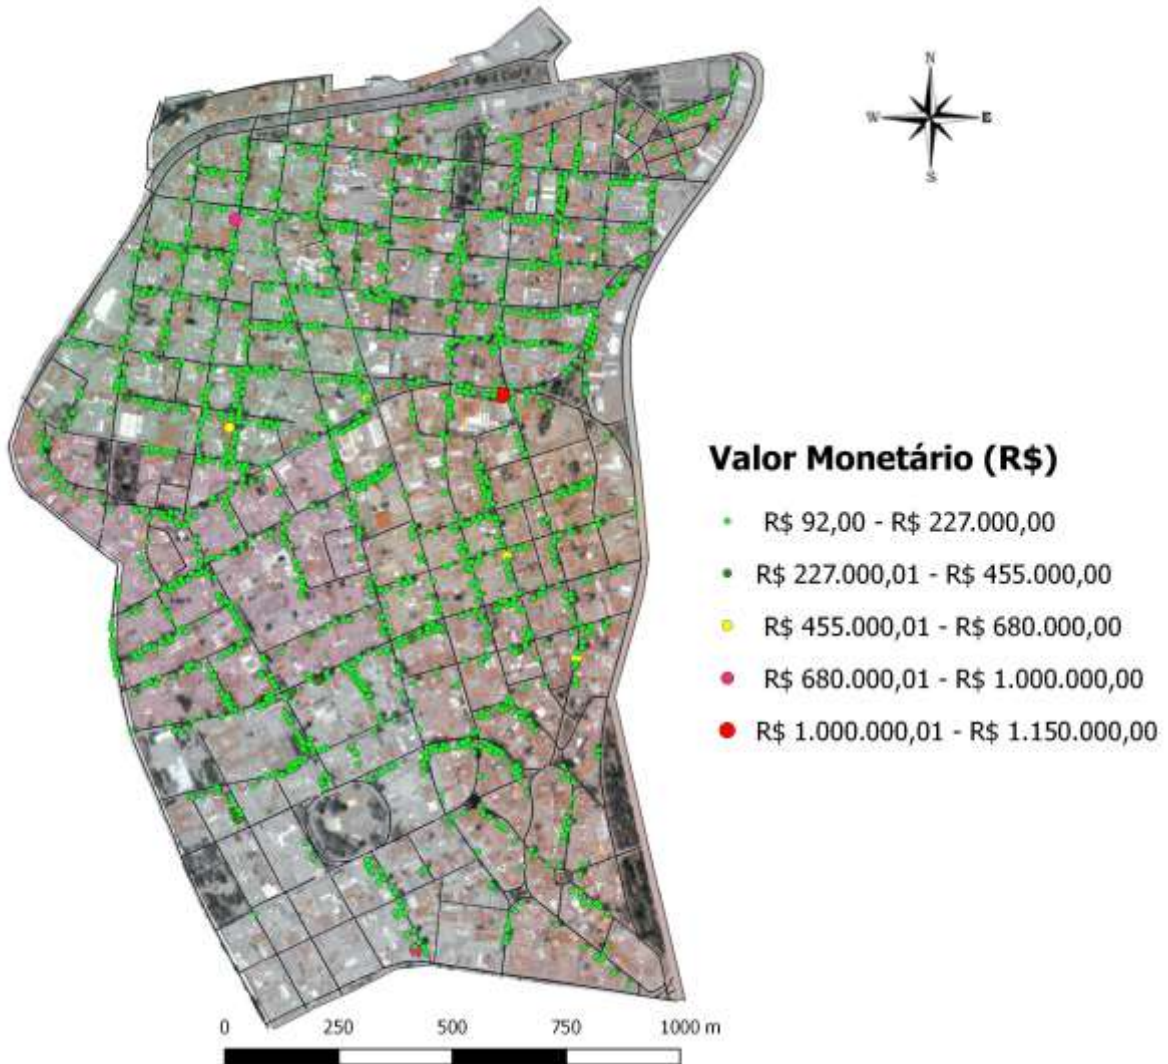 N
W E
S
Valor Monetário (R$)
R$ 92,00 - R$ 227.000,00
R$ 227.000,01 - R$ 455.000,00
R$ 455.000,01 - R$ 680.000,00
R$ 680.000,01 - R$ 1.000.000,00
R$ 1.000.000,01 - R$ 1.150.000,00
0 250 500 750 1000 m